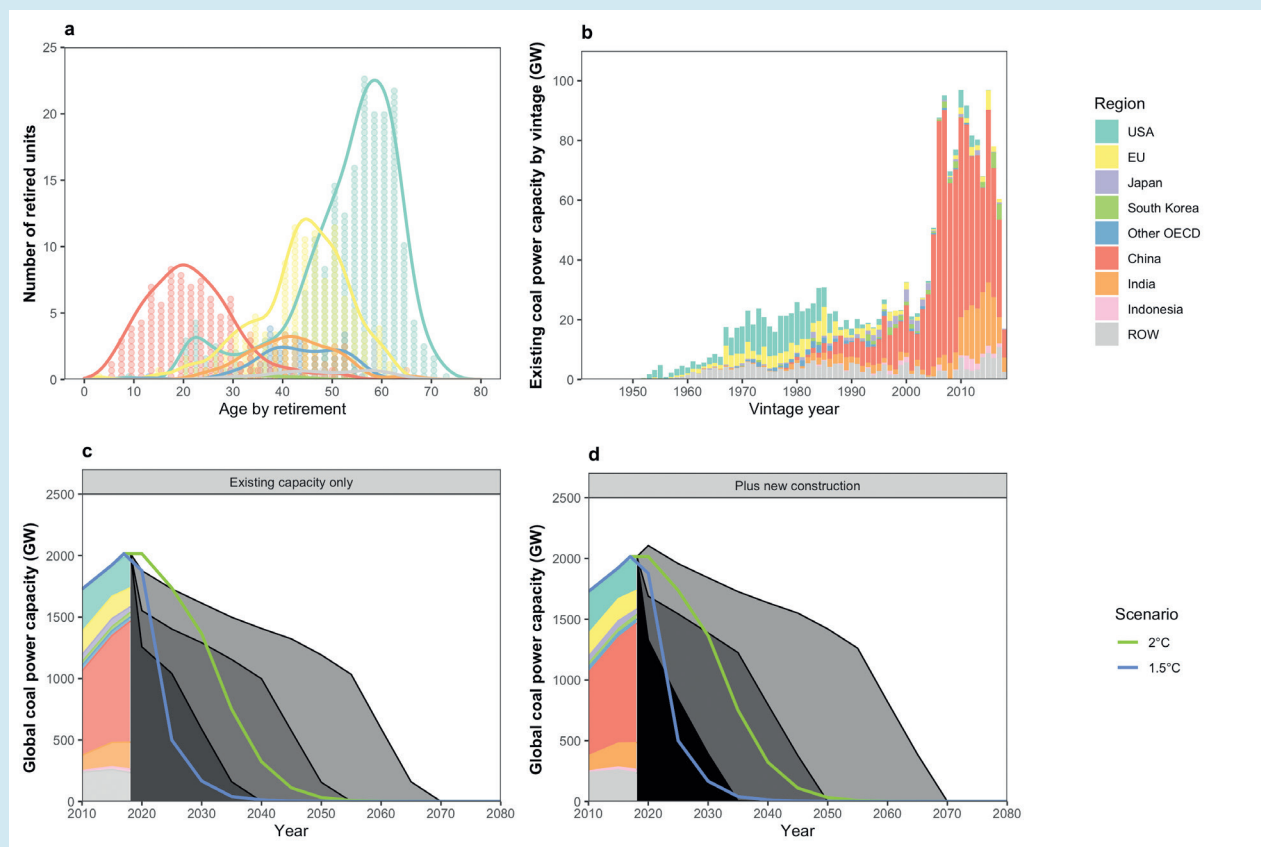 a
Number of retired units
25
20
15
10
5
0
0 10 20 30 40 50 60 70 80
Age by retirement
b
Existing coal power capacity by vintage (GW)
100
80
60
40
20
0
1950 1960 1970 1980 1990 2000 2010
Vintage year
Region
USA
EU
Japan
South Korea
Other OECD
China
India
Indonesia
ROW
c
Existing capacity only
Global coal power capacity (GW)
2500
2000
1500
1000
500
0
2010 2020 2030 2040 2050 2060 2070 2080
Year
d
Plus new construction
Global coal power capacity (GW)
2500
2000
1500
1000
500
0
2010 2020 2030 2040 2050 2060 2070 2080
Year
Scenario
2°C
1.5°C